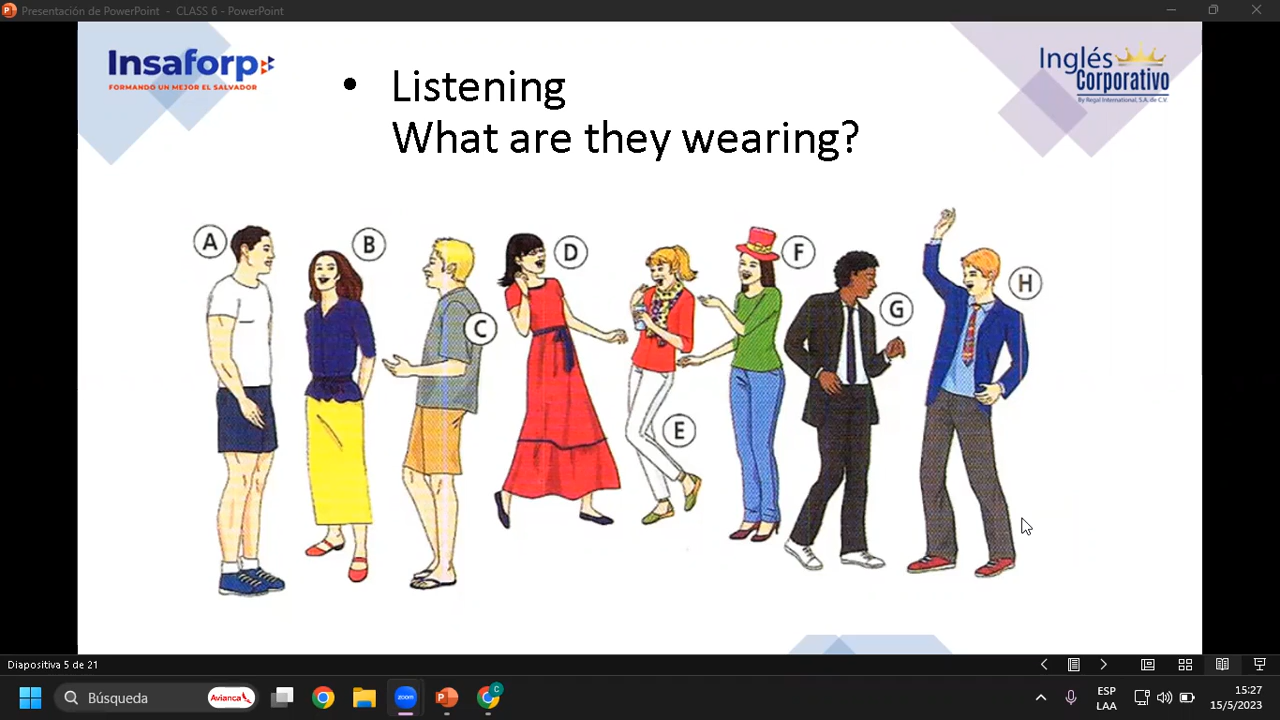 Presentación de PowerPoint - CLASS 6 - PowerPoint
Insaforp
FORMANDO UN MEJOR EL SALVADOR
Inglés
Corporativo
By Regal International, S.A. de C.V.
• Listening
What are they wearing?
A
B
C
D
E
F
G
H
Diapositiva 5 de 21
Búsqueda
Avianca
zoom
C
ESP
LAA
15:27
15/5/2023